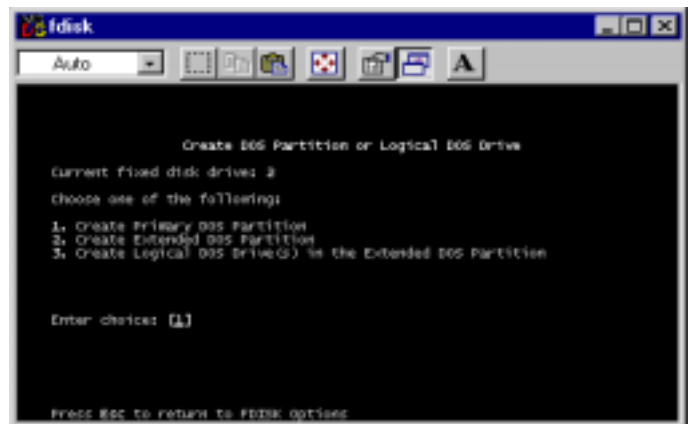 fdisk
Auto
A
Create DOS Partition or Logical DOS Drive
Current fixed disk drive: 2
Choose one of the following:
1. Create Primary DOS Partition
2. Create Extended DOS Partition
3. Create Logical DOS Drive(s) in the Extended DOS Partition
Enter choice: [1]
Press Esc to return to FDISK Options